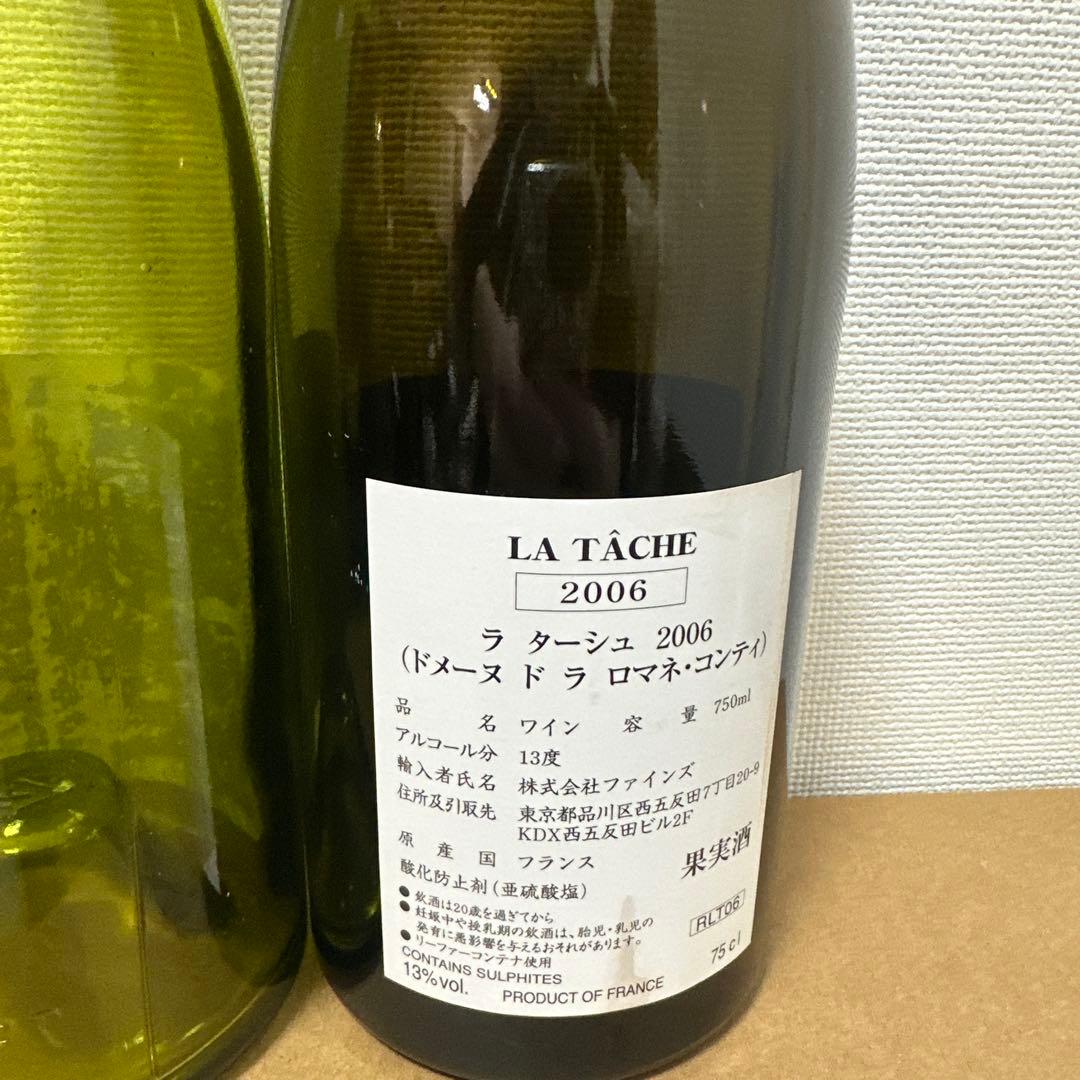 LA TÂCHE
2006
ラ ターシュ 2006
(ドメーヌ ド ラ ロマネ・コンティ)
品名 ワイン 容量 750ml
アルコール分 13度
輸入者氏名 株式会社ファインズ
住所及引取先 東京都品川区西五反田7丁目20-9
KDX西五反田ビル2F
原産国 フランス
果実酒
酸化防止剤(亜硫酸塩)
●飲酒は20歳を過ぎてから
●妊娠中や授乳期の飲酒は、胎児・乳児の
発育に悪影響を与えるおそれがあります。
●リーファーコンテナ使用
RLT06
CONTAINS SULPHITES
13%vol. PRODUCT OF FRANCE 75cl